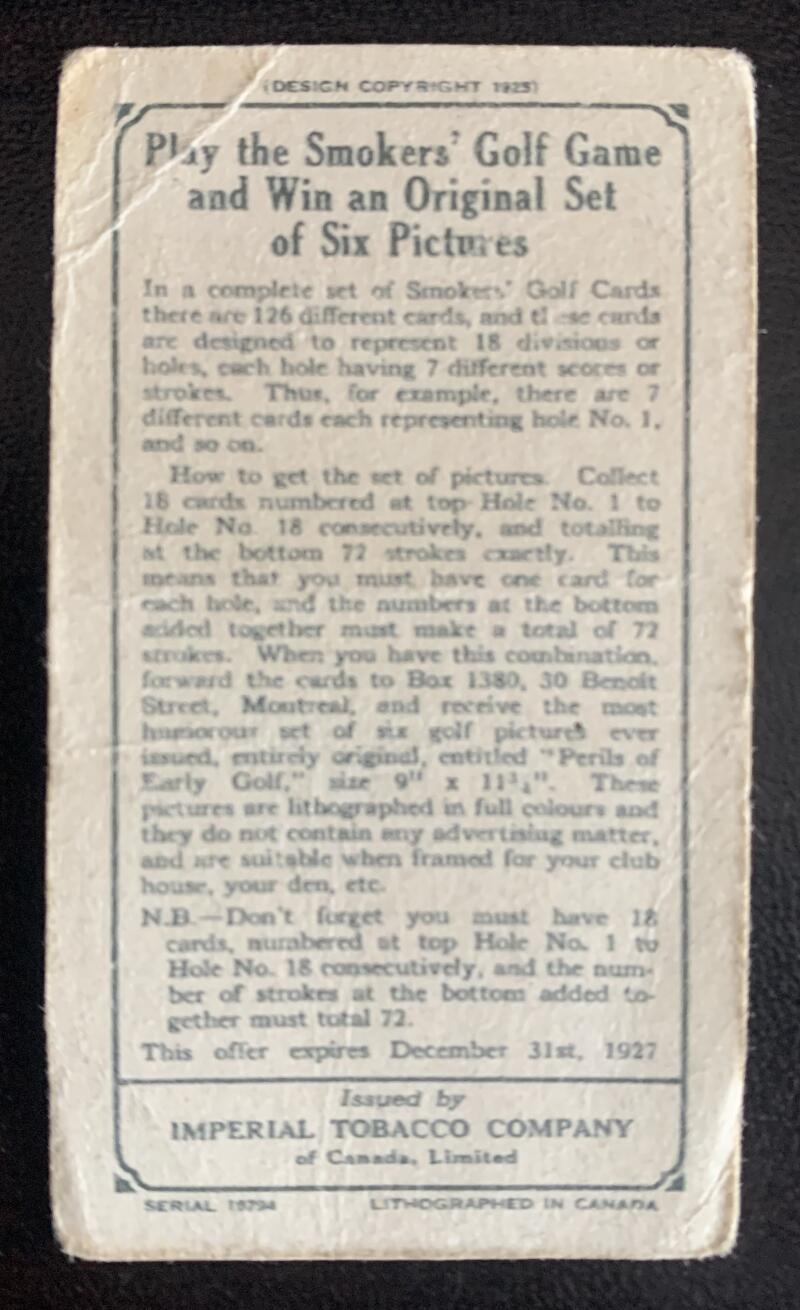 (DESIGN COPYRIGHT 1925)
Play the Smokers' Golf Game
and Win an Original Set
of Six Pictures
In a complete set of Smokers' Golf Cards
there are 126 different cards, and these cards
are designed to represent 18 divisions or
holes, each hole having 7 different scores or
strokes. Thus, for example, there are 7
different cards each representing hole No. 1,
and so on.
How to get the set of pictures. Collect
18 cards numbered at top Hole No. 1 to
Hole No. 18 consecutively, and totalling
at the bottom 72 strokes exactly. This
means that you must have one card for
each hole, and the numbers at the bottom
added together must make a total of 72
strokes. When you have this combination,
forward the cards to Box 1380, 30 Benoit
Street, Montreal, and receive the most
humorous set of six golf pictures ever
issued, entirely original, entitled "Perils of
Early Golf," size 9" x 11¾". These
pictures are lithographed in full colours and
they do not contain any advertising matter,
and are suitable when framed for your club
house, your den, etc.
N.B.—Don't forget you must have 18
cards, numbered at top Hole No. 1 to
Hole No. 18 consecutively, and the num-
ber of strokes at the bottom added to-
gether must total 72.
This offer expires December 31st, 1927
Issued by
IMPERIAL TOBACCO COMPANY
of Canada, Limited
SERIAL LITHOGRAPHED IN CANADA